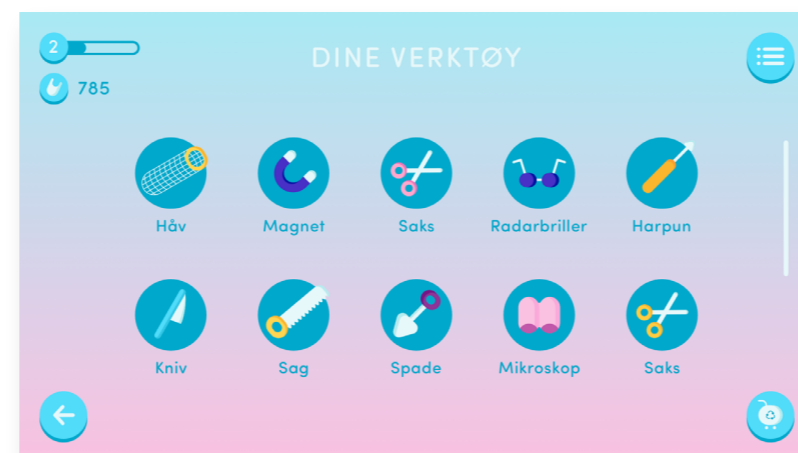 2
DINE VERKTØY
785
Håv Magnet Saks Radarbriller Harpun
Kniv Sag Spade Mikroskop Saks